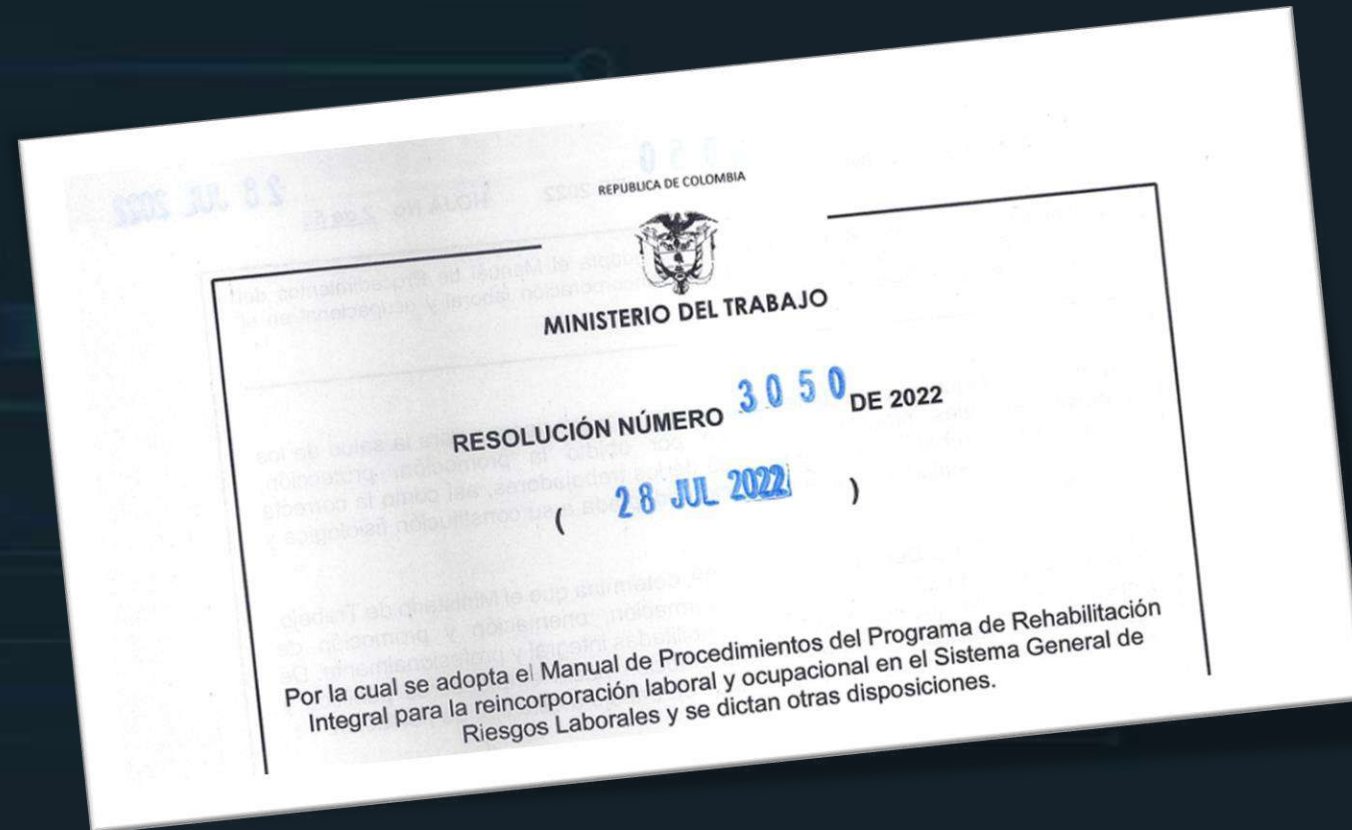 REPUBLICA DE COLOMBIA
MINISTERIO DEL TRABAJO
RESOLUCIÓN NÚMERO 3050 DE 2022
( 28 JUL 2022 )
Por la cual se adopta el Manual de Procedimientos del Programa de Rehabilitación
Integral para la reincorporación laboral y ocupacional en el Sistema General de
Riesgos Laborales y se dictan otras disposiciones.